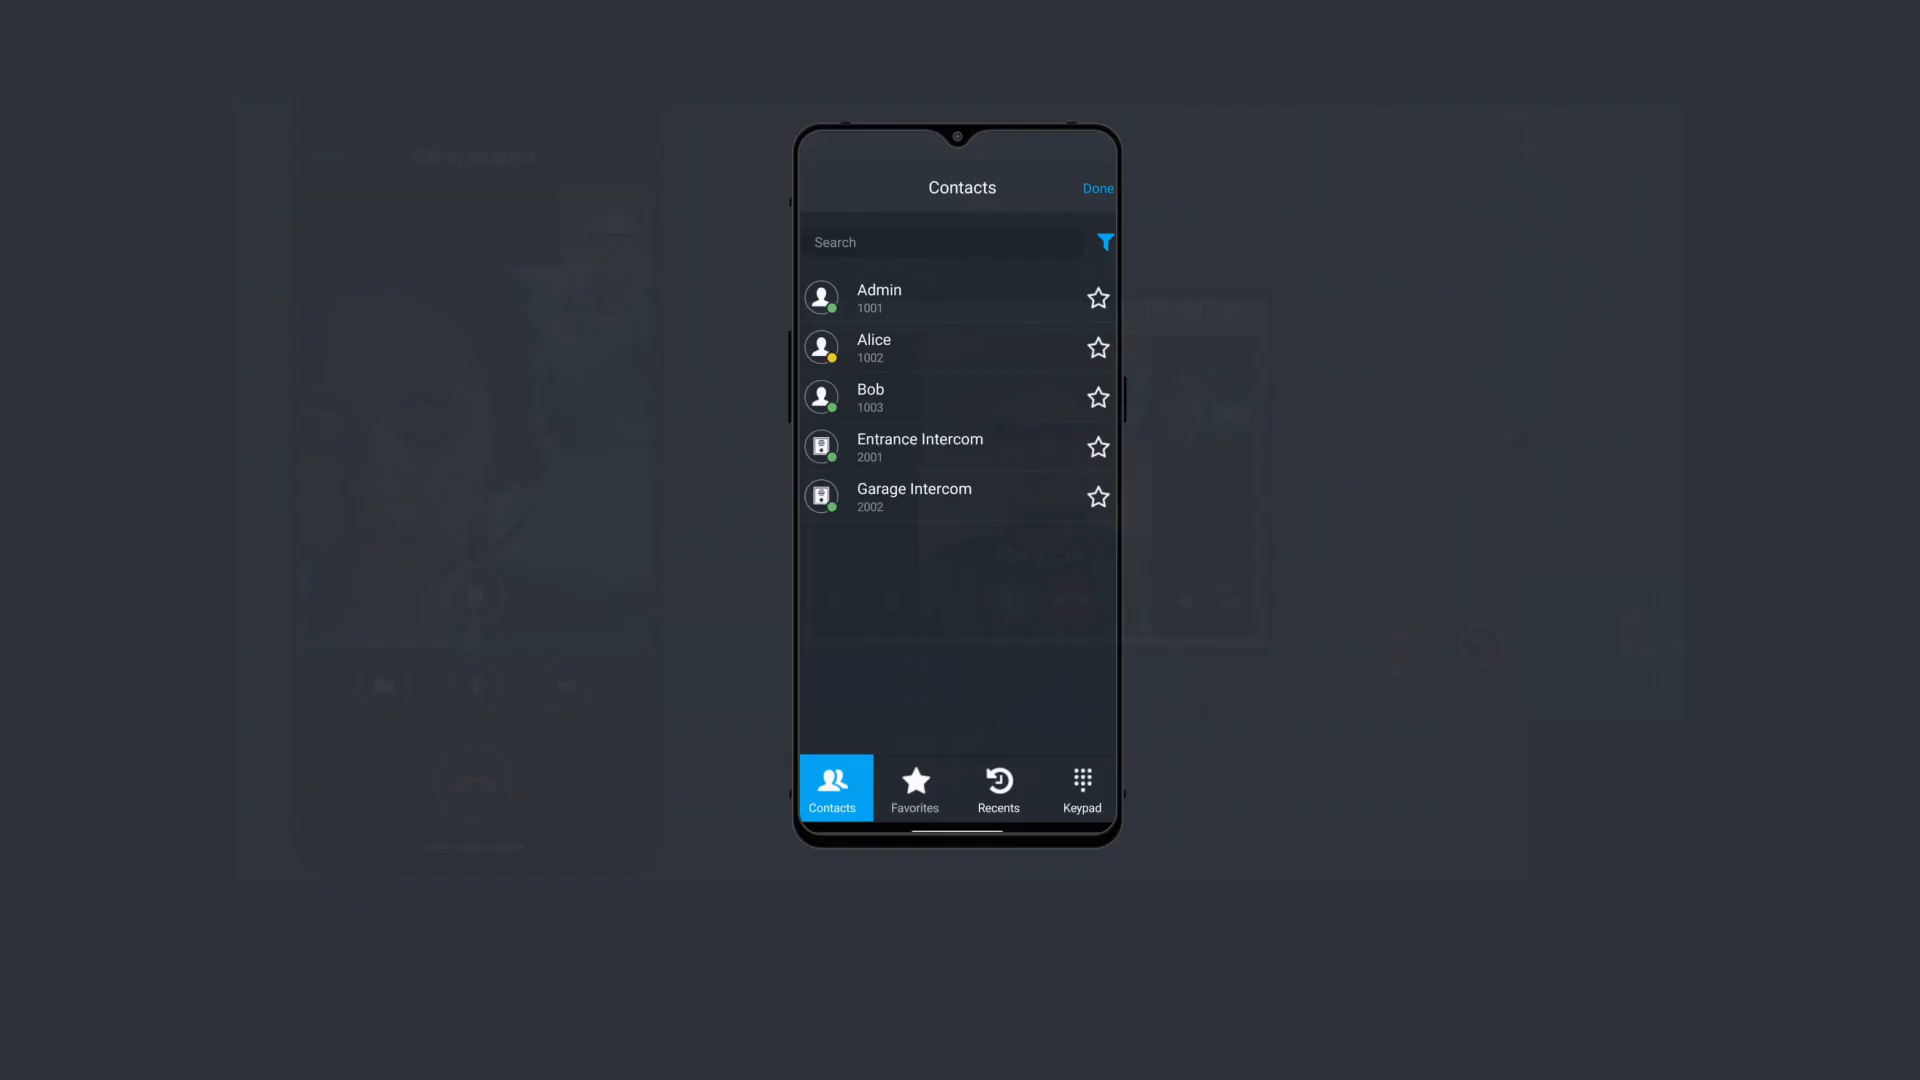 Contacts
Done
Search
Admin
1001
Alice
1002
Bob
1003
Entrance Intercom
2001
Garage Intercom
2002
Contacts
Favorites
Recents
Keypad